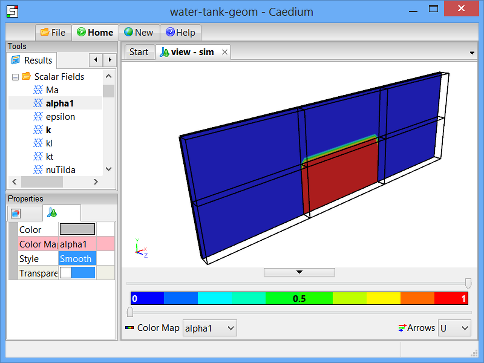 water-tank-geom - Caedium
File Home New Help
Tools
Results
Start view - sim
Scalar Fields
Ma
alpha1
epsilon
k
kl
kt
nuTilda
Properties
Color
Color Ma alpha1
Style Smooth
Transpare
X
Z
0 0.5 1
Color Map alpha1 Arrows U